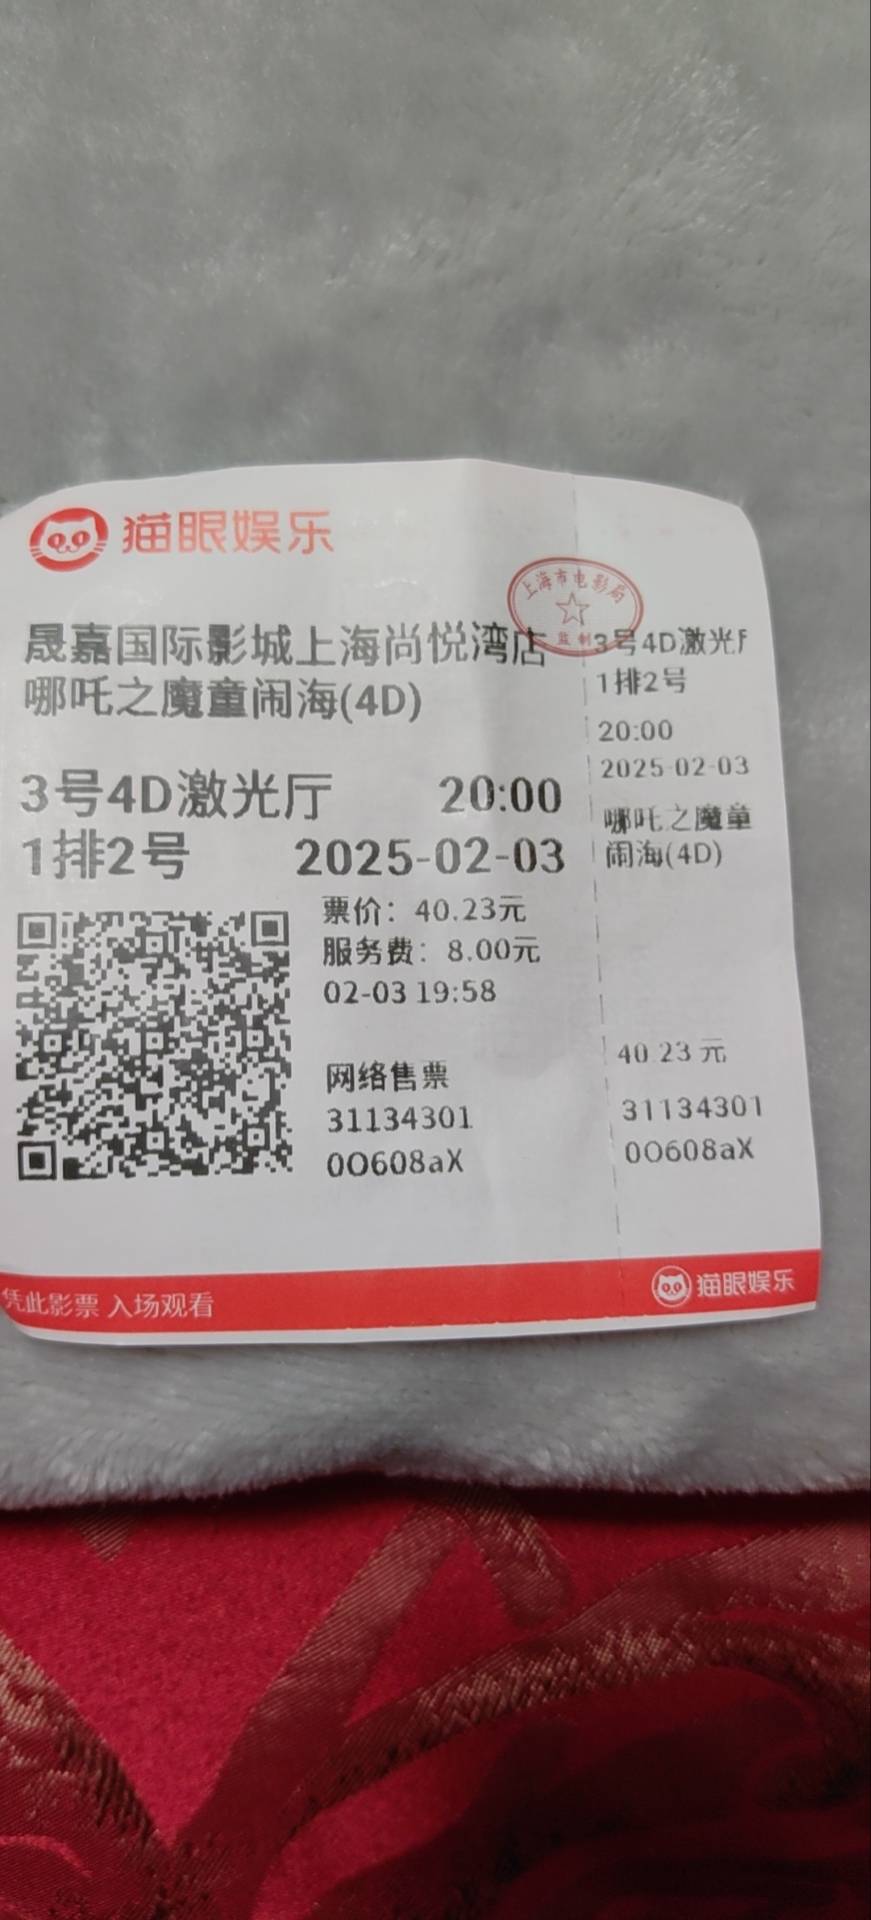 猫眼娱乐
上海市电影局
监制
晟嘉国际影城上海尚悦湾店
哪吒之魔童闹海(4D)
3号4D激光厅 20:00
1排2号 2025-02-03
票价：40.23元
服务费：8.00元
02-03 19:58
网络售票
31134301
0O608aX
凭此影票 入场观看
3号4D激光厅
1排2号
20:00
2025-02-03
哪吒之魔童
闹海(4D)
40.23元
31134301
0O608aX
猫眼娱乐